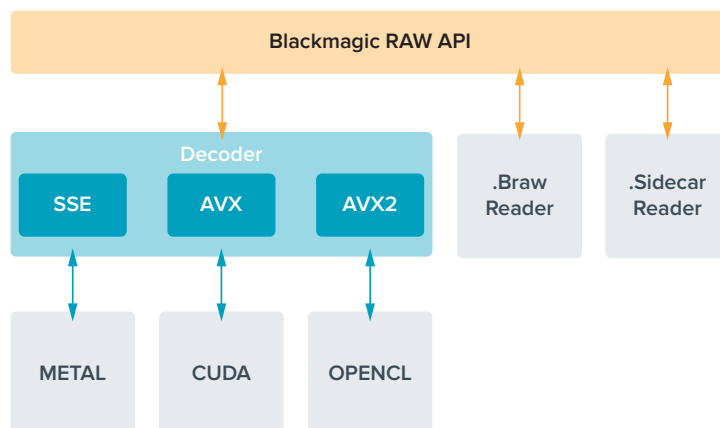 Blackmagic RAW API
Decoder
SSE
AVX
AVX2
.Braw
Reader
.Sidecar
Reader
METAL
CUDA
OPENCL